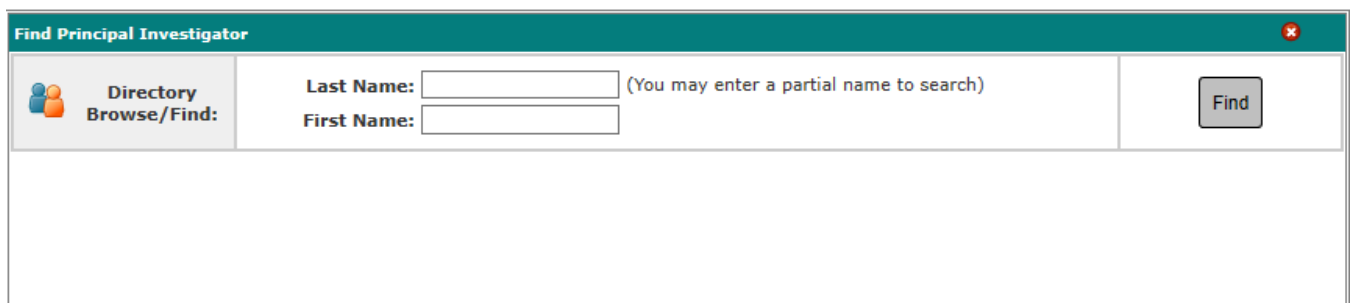 Find Principal Investigator
Directory
Browse/Find:
Last Name:
(You may enter a partial name to search)
First Name:
Find